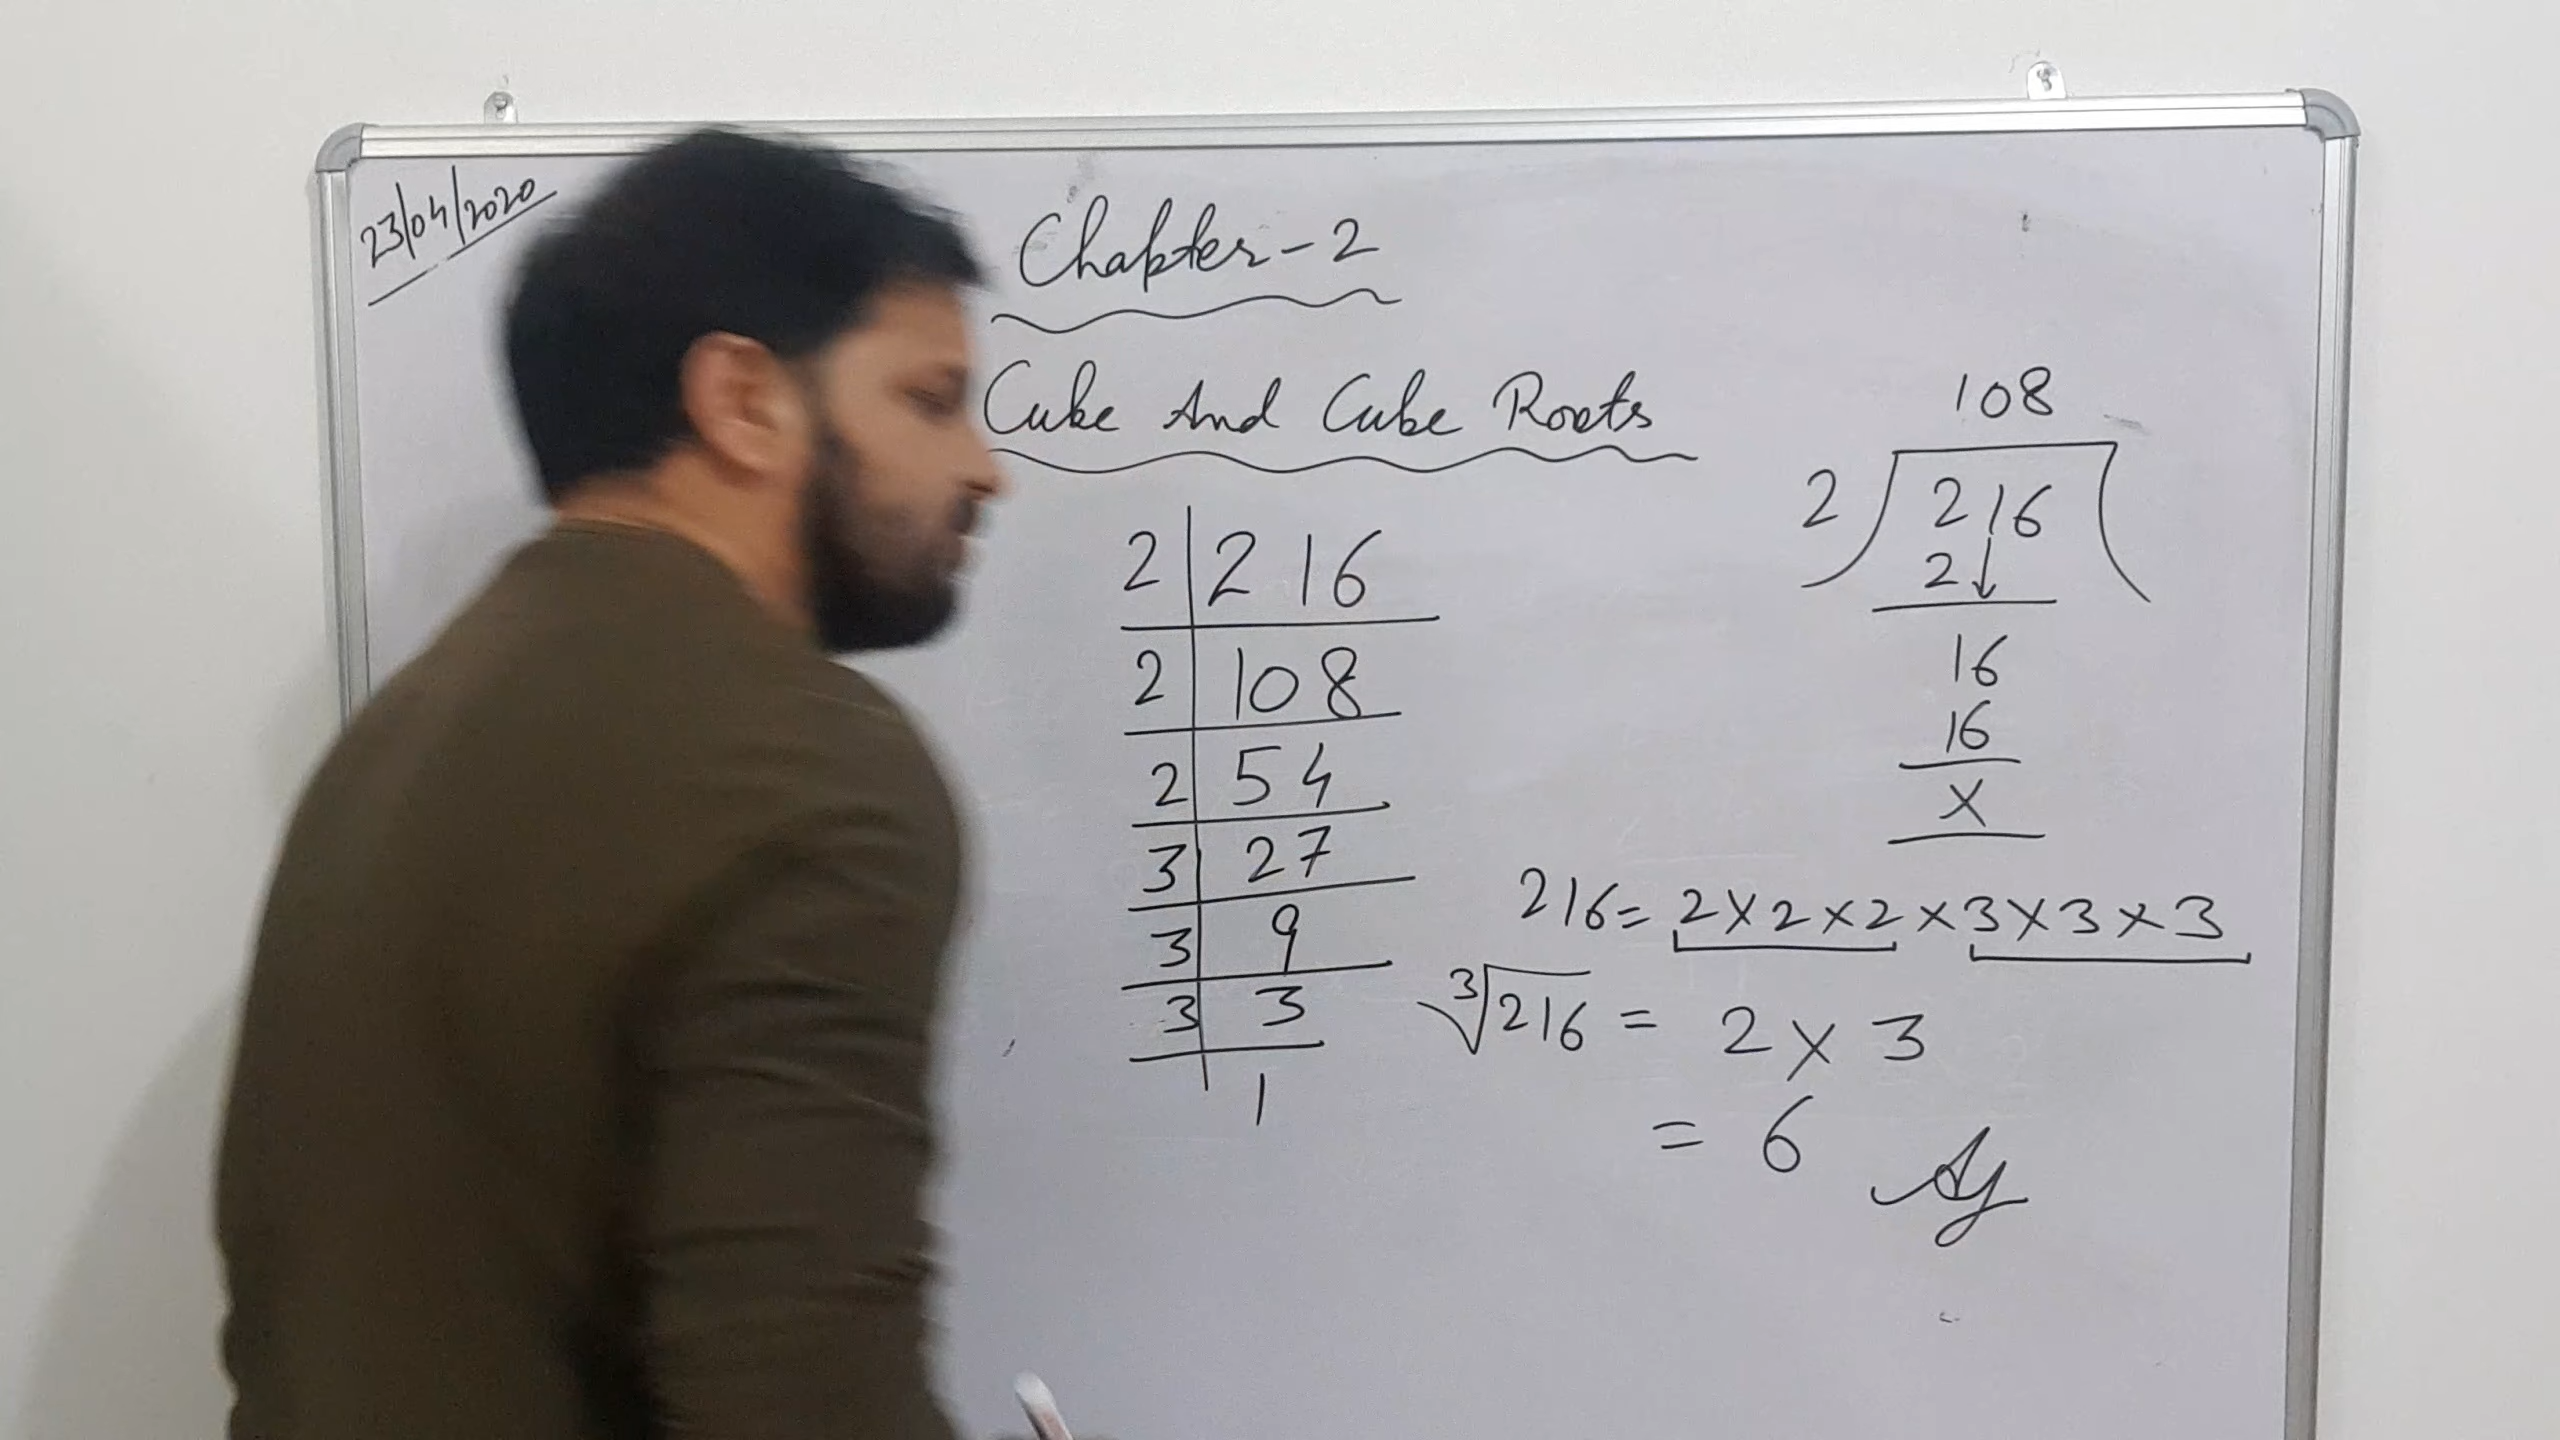 23/04/2020
Chapter-2
Cube And Cube Roots
2 | 216
2 | 108
2 | 54
3 | 27
3 | 9
3 | 3
1
108
2 ) 216 (
2↓
16
16
x
216 = 2 × 2 × 2 × 3 × 3 × 3
∛216 = 2 × 3
= 6